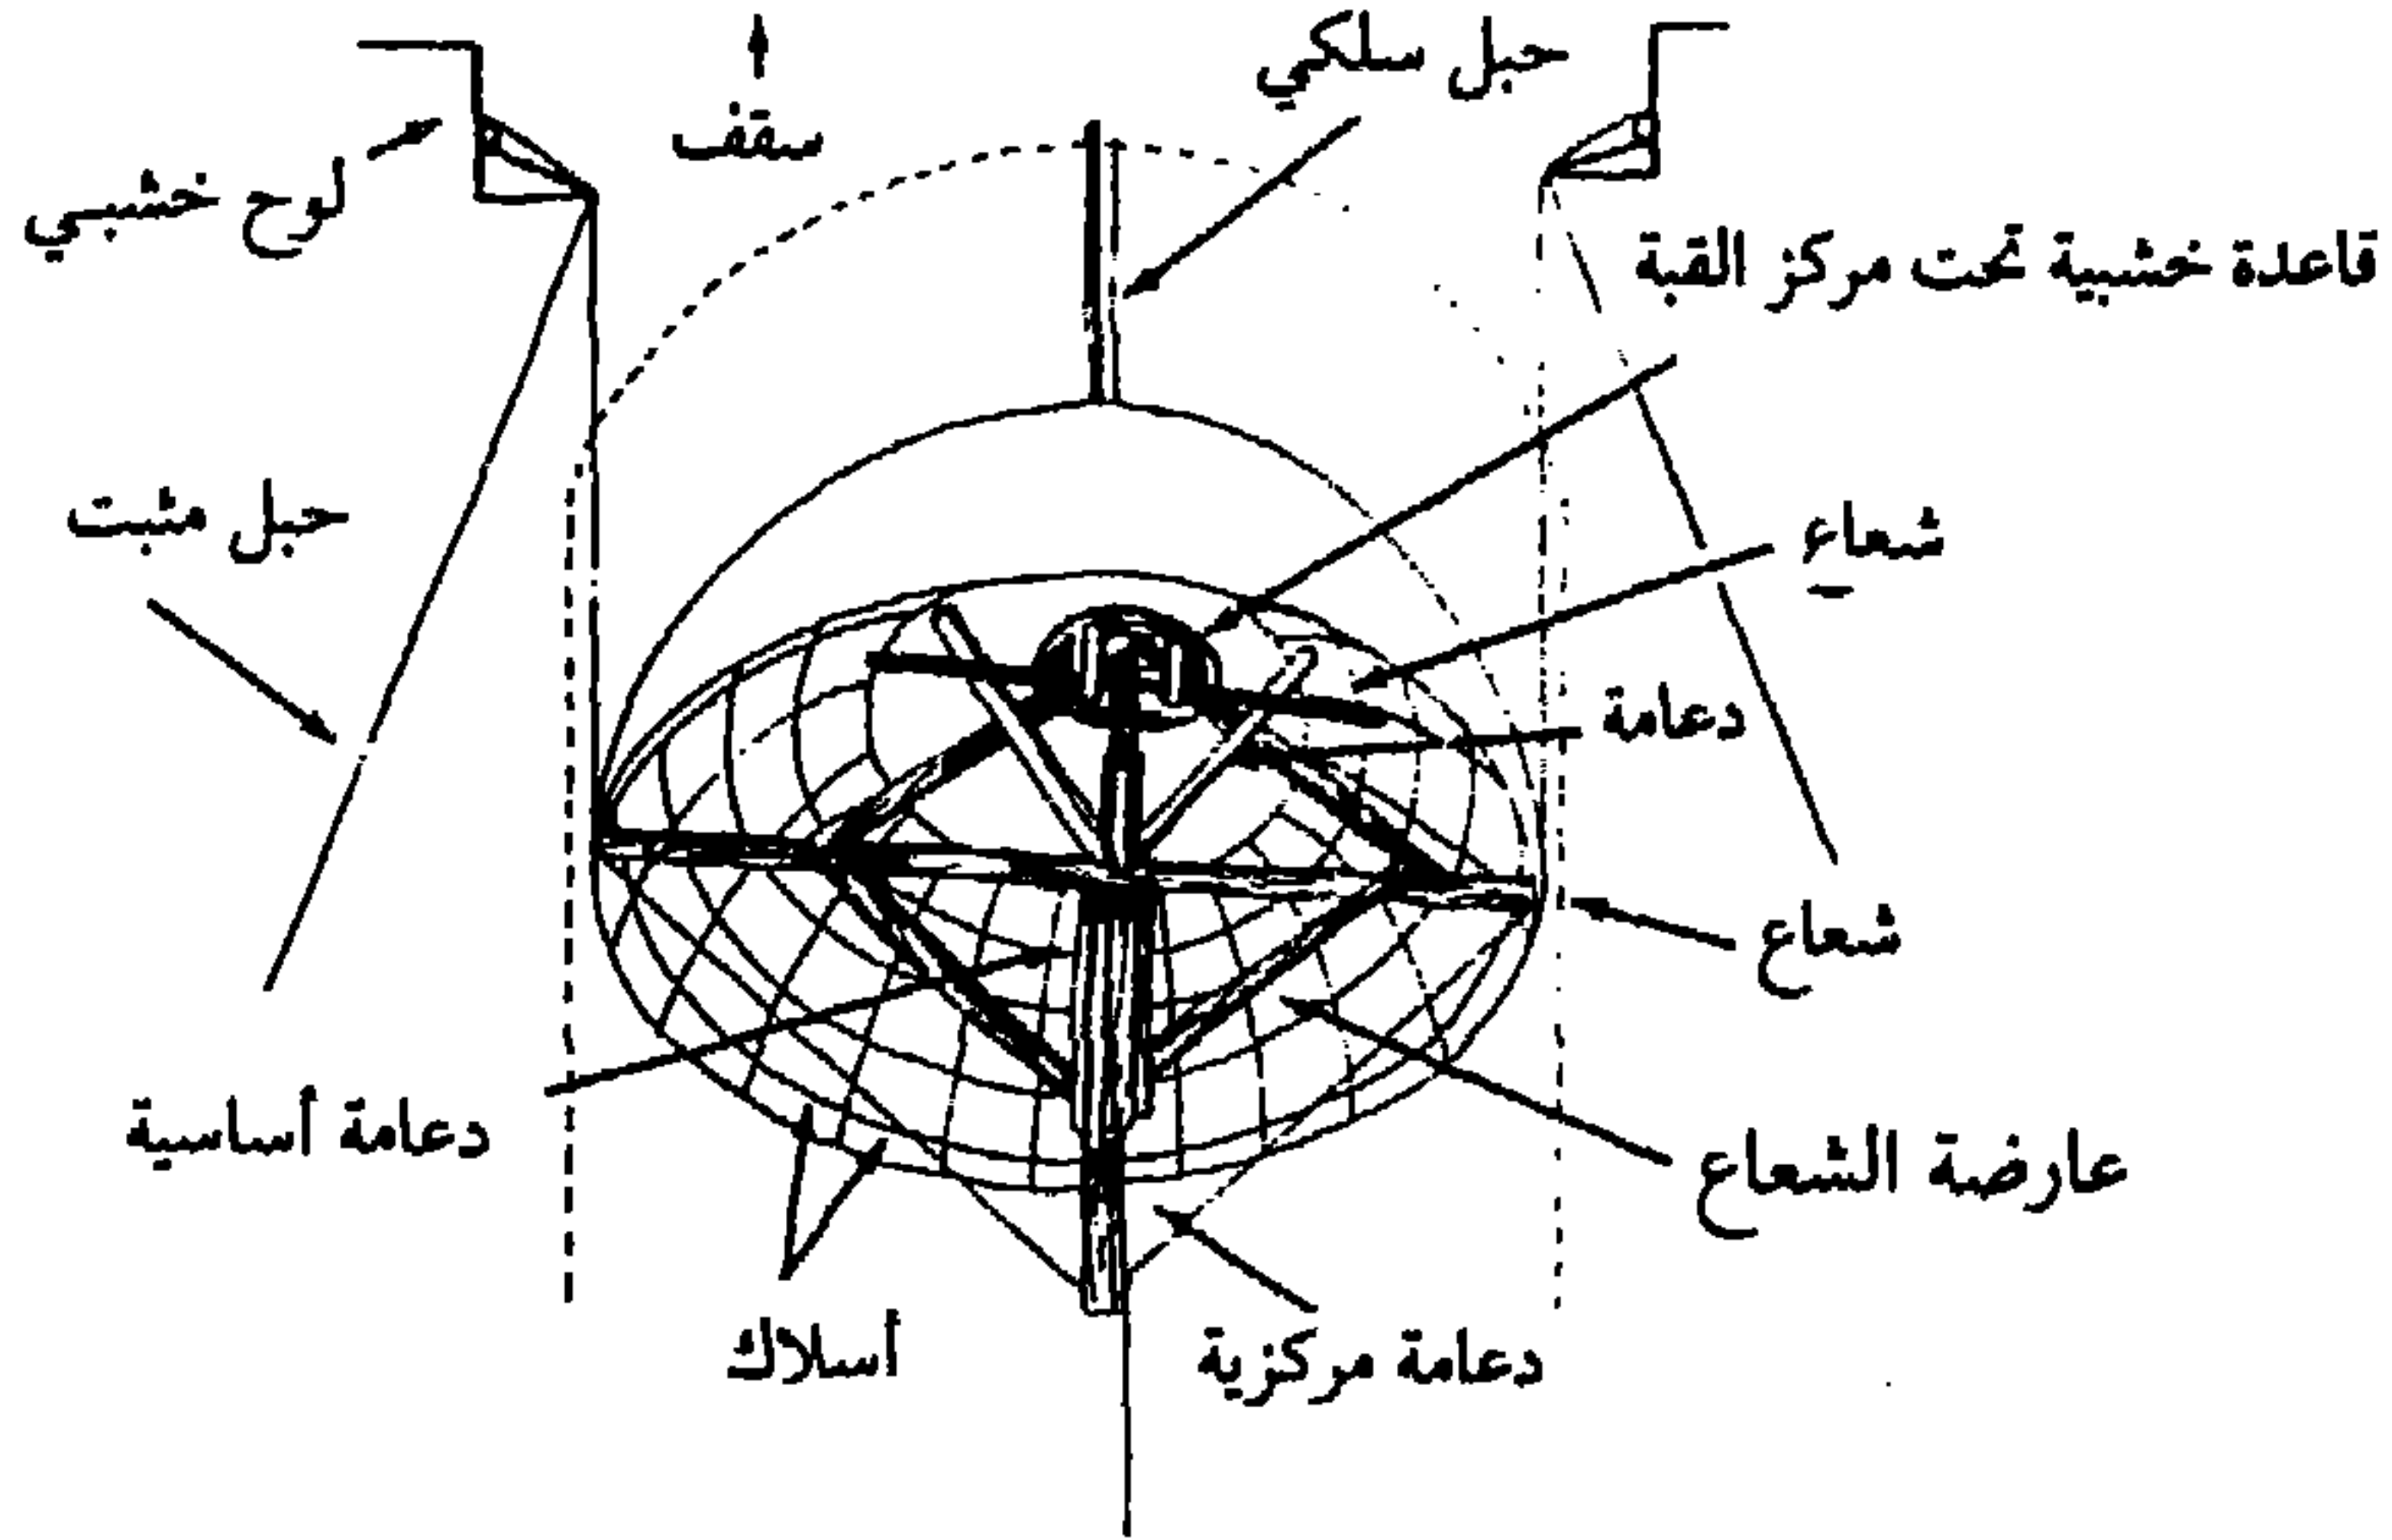 حبل سلكي
سقف
لوح خشبي
قاعدة خشبية تحت مركز القبة
حبل مثبت
شعاع
دعامة
شعاع
دعامة أساسية
عارضة الشعاع
أسلاك
دعامة مركزية